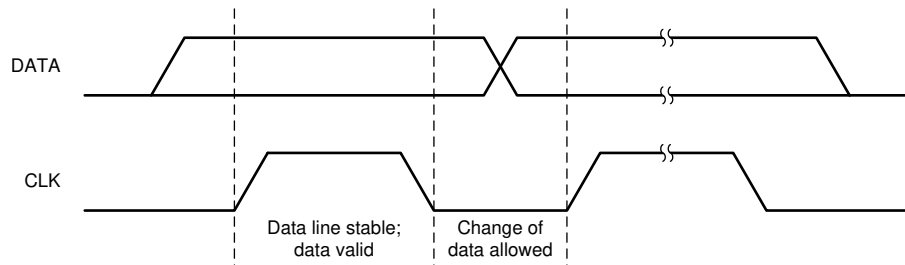 DATA
CLK
Data line stable;
data valid
Change of
data allowed